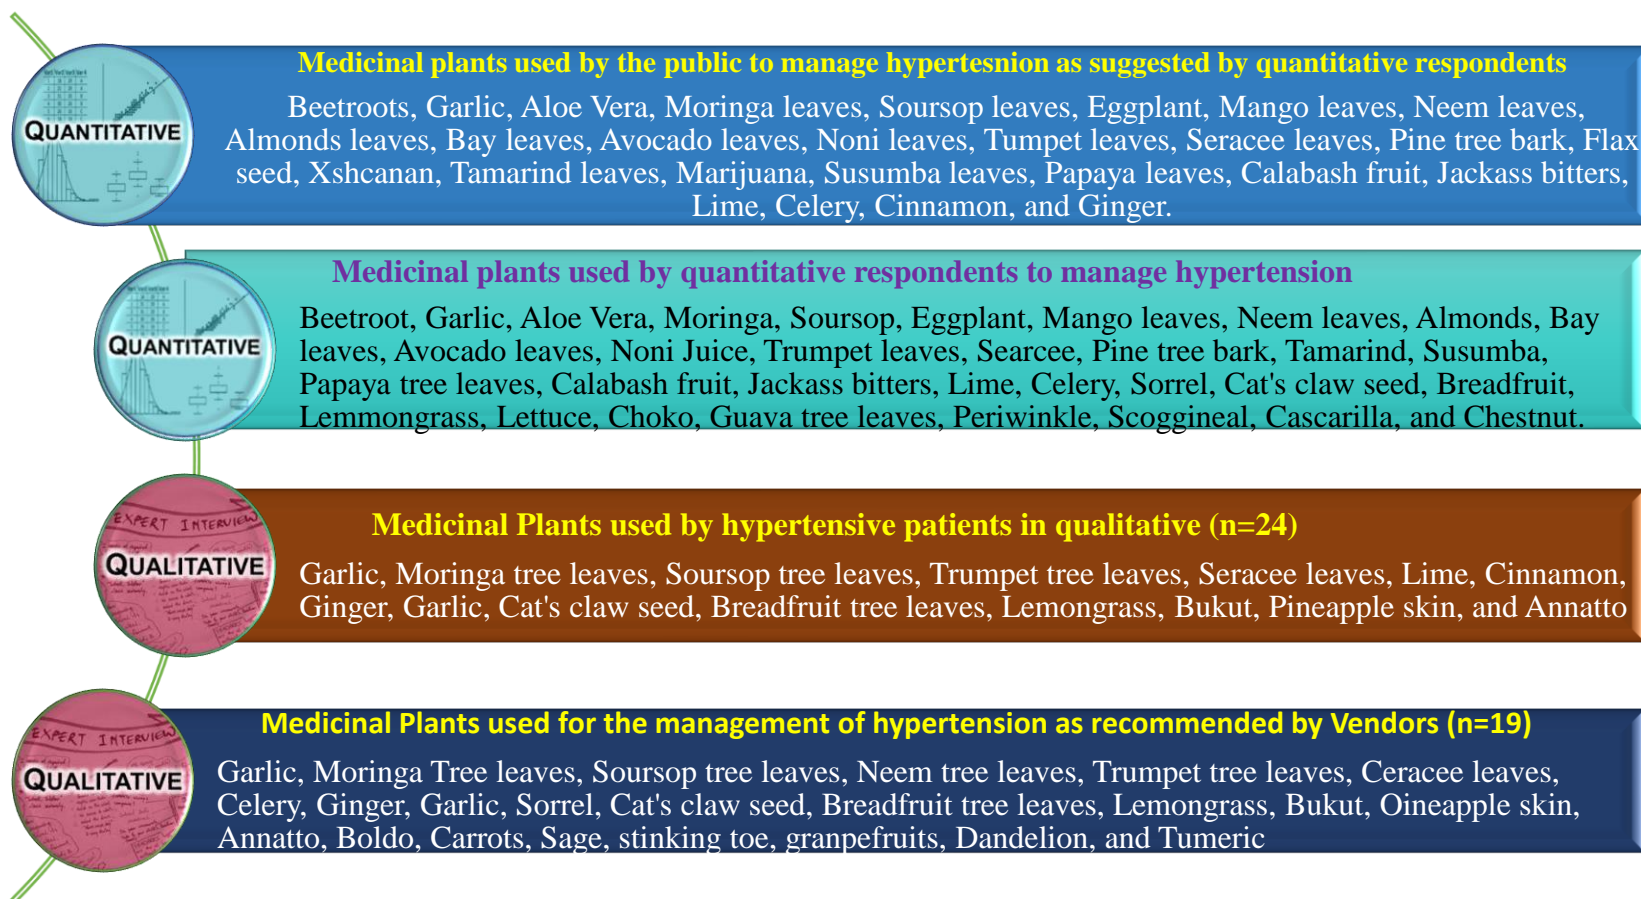 Medicinal plants used by the public to manage hypertesnion as suggested by quantitative respondents
QUANTITATIVE
Beetroots, Garlic, Aloe Vera, Moringa leaves, Soursop leaves, Eggplant, Mango leaves, Neem leaves,
Almonds leaves, Bay leaves, Avocado leaves, Noni leaves, Tumpet leaves, Seracee leaves, Pine tree bark, Flax
seed, Xshcanan, Tamarind leaves, Marijuana, Susumba leaves, Papaya leaves, Calabash fruit, Jackass bitters,
Lime, Celery, Cinnamon, and Ginger.
Medicinal plants used by quantitative respondents to manage hypertension
QUANTITATIVE
Beetroot, Garlic, Aloe Vera, Moringa, Soursop, Eggplant, Mango leaves, Neem leaves, Almonds, Bay
leaves, Avocado leaves, Noni Juice, Trumpet leaves, Searcee, Pine tree bark, Tamarind, Susumba,
Papaya tree leaves, Calabash fruit, Jackass bitters, Lime, Celery, Sorrel, Cat's claw seed, Breadfruit,
Lemmongrass, Lettuce, Choko, Guava tree leaves, Periwinkle, Scoggineal, Cascarilla, and Chestnut.
Medicinal Plants used by hypertensive patients in qualitative (n=24)
EXPERT INTERVIEW
QUALITATIVE
Garlic, Moringa tree leaves, Soursop tree leaves, Trumpet tree leaves, Seracee leaves, Lime, Cinnamon,
Ginger, Garlic, Cat's claw seed, Breadfruit tree leaves, Lemongrass, Bukut, Pineapple skin, and Annatto
Medicinal Plants used for the management of hypertension as recommended by Vendors (n=19)
EXPERT INTERVIEW
QUALITATIVE
Garlic, Moringa Tree leaves, Soursop tree leaves, Neem tree leaves, Trumpet tree leaves, Ceracee leaves,
Celery, Ginger, Garlic, Sorrel, Cat's claw seed, Breadfruit tree leaves, Lemongrass, Bukut, Oineapple skin,
Annatto, Boldo, Carrots, Sage, stinking toe, granpefruits, Dandelion, and Tumeric